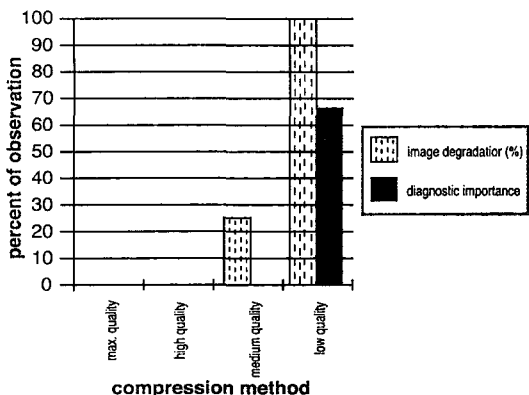 100
90
80
70
60
50
40
30
20
10
0
percent of observation
max. quality
high quality
medium quality
low quality
compression method
image degradatior (%)
diagnostic importance